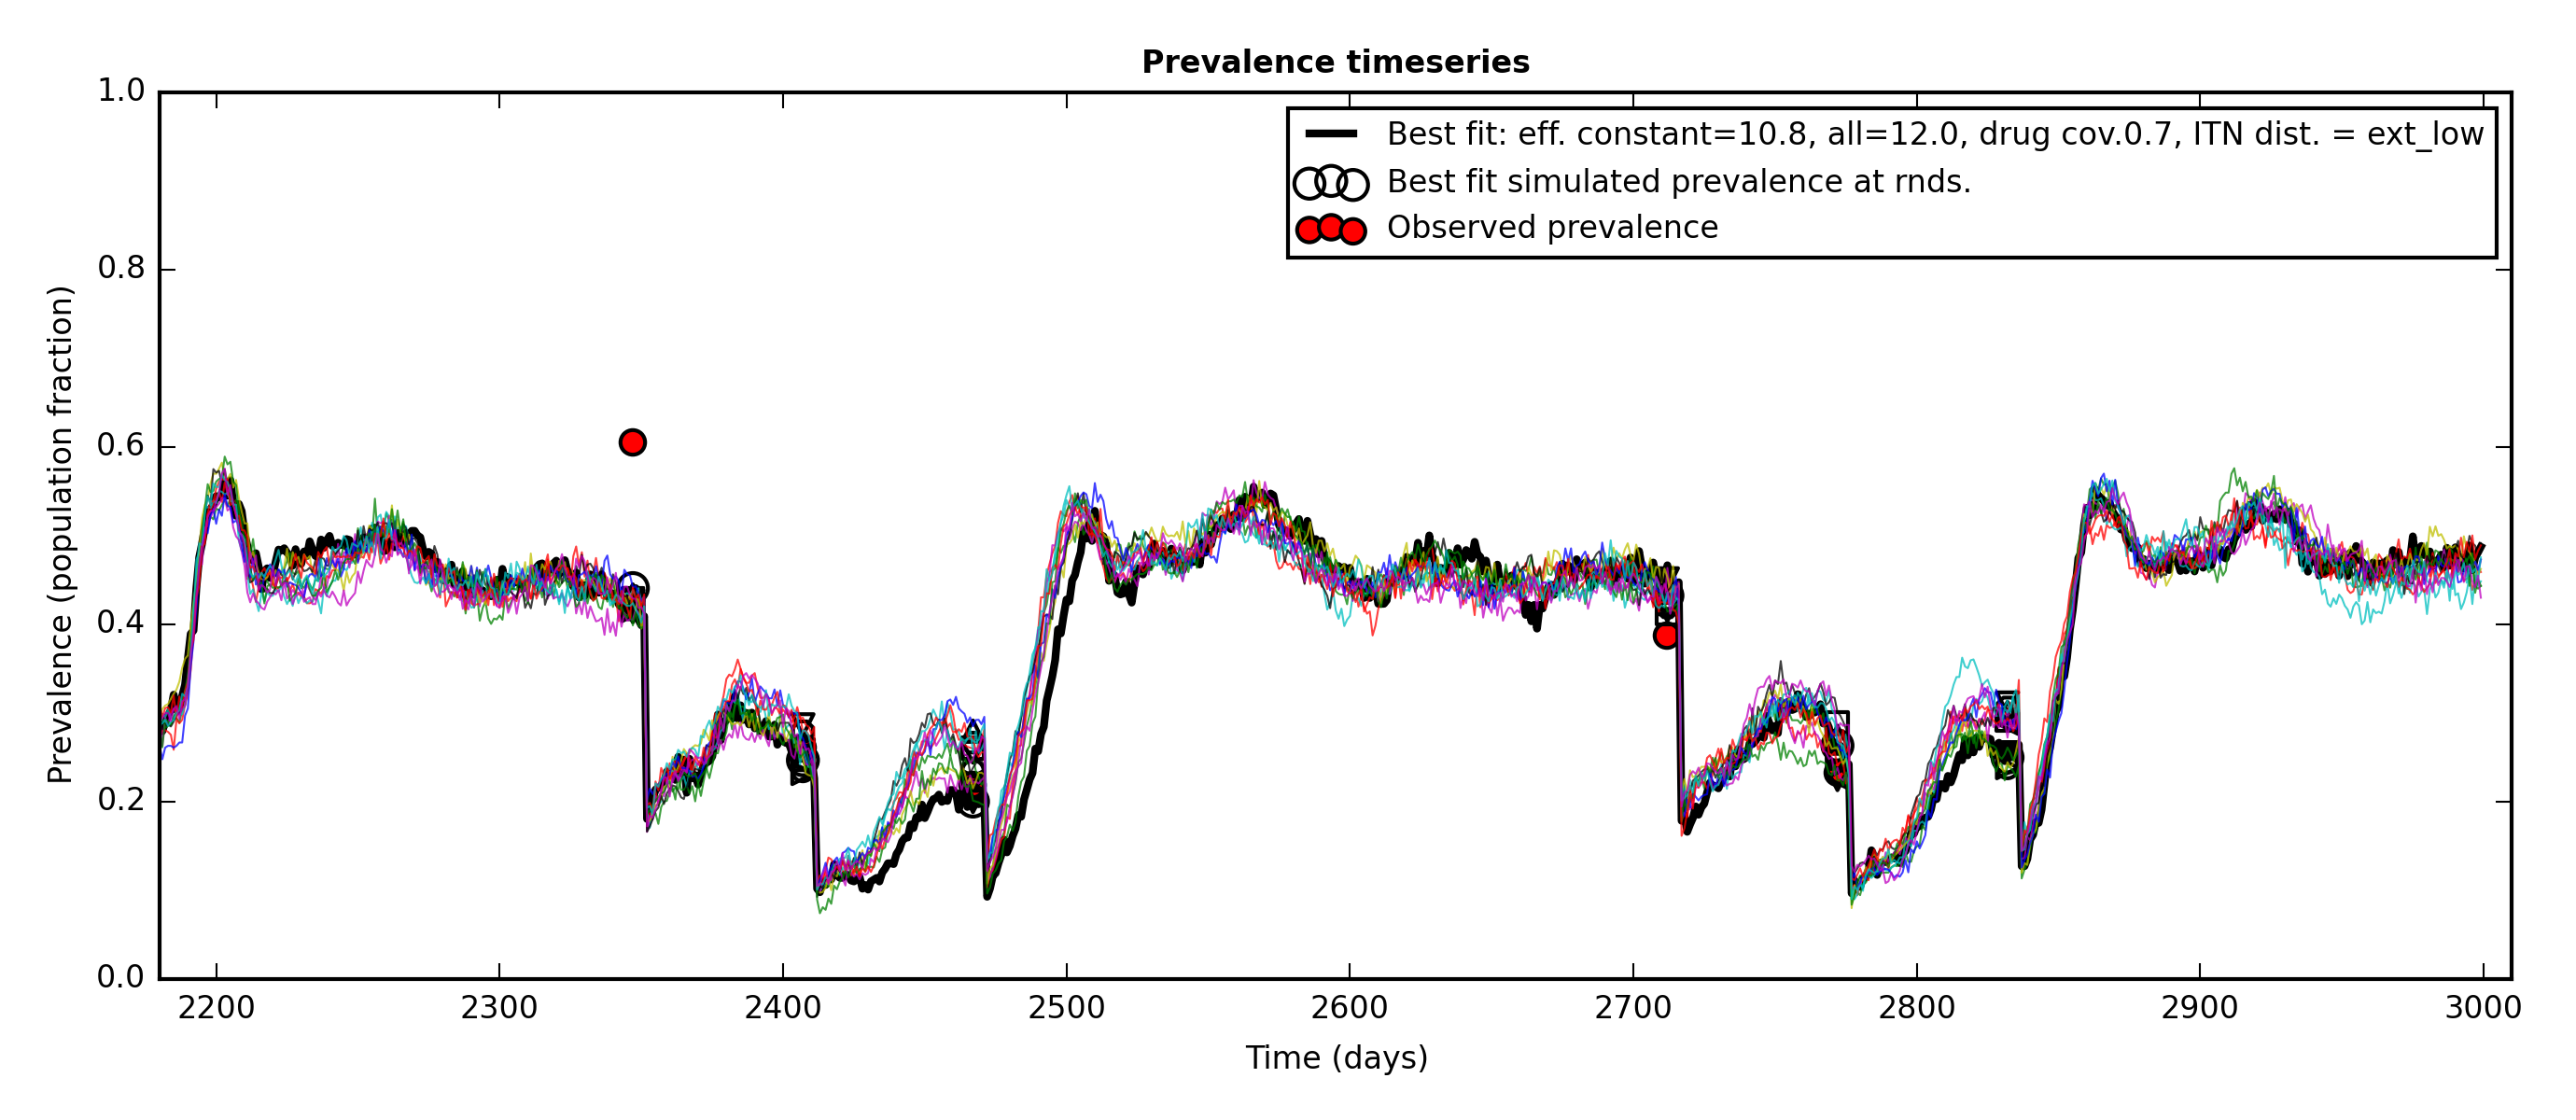 Prevalence timeseries
1.0
0.8
0.6
0.4
0.2
0.0
Prevalence (population fraction)
Best fit: eff. constant=10.8, all=12.0, drug cov.0.7, ITN dist. = ext_low
Best fit simulated prevalence at rnds.
Observed prevalence
2200 2300 2400 2500 2600 2700 2800 2900 3000
Time (days)